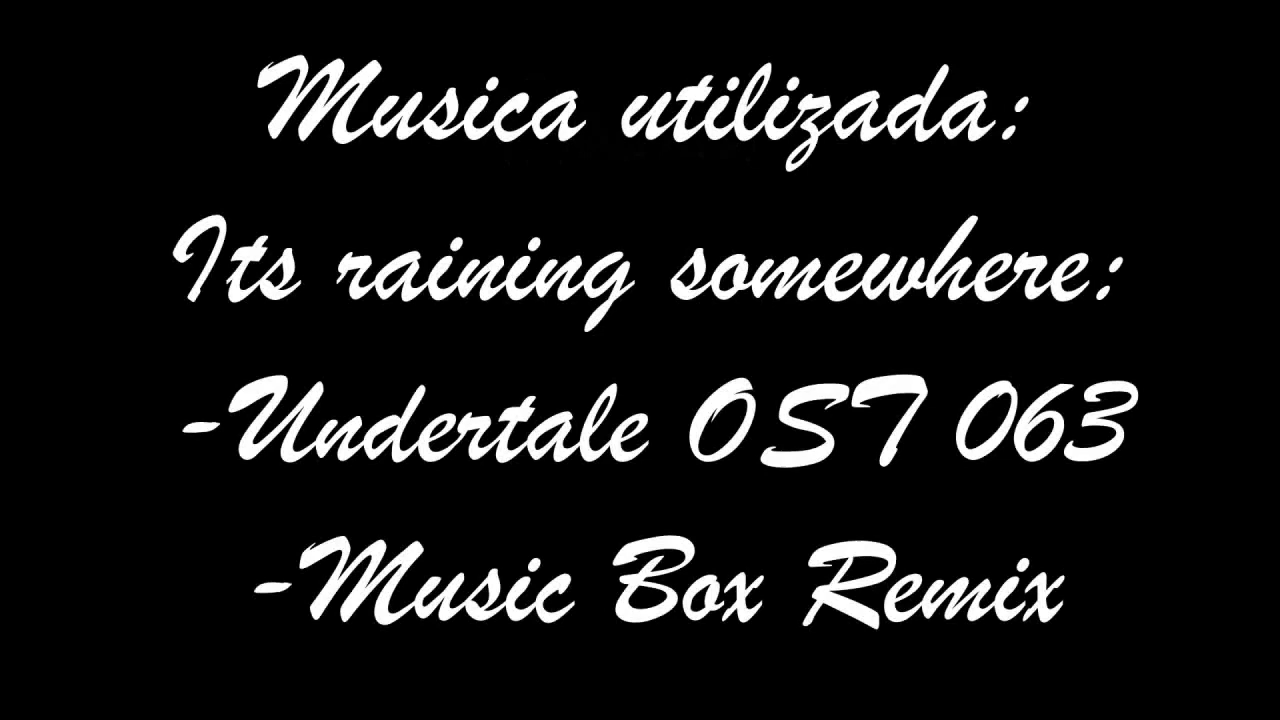 Musica utilizada:
Its raining somewhere:
-Undertale OST 063
-Music Box Remix